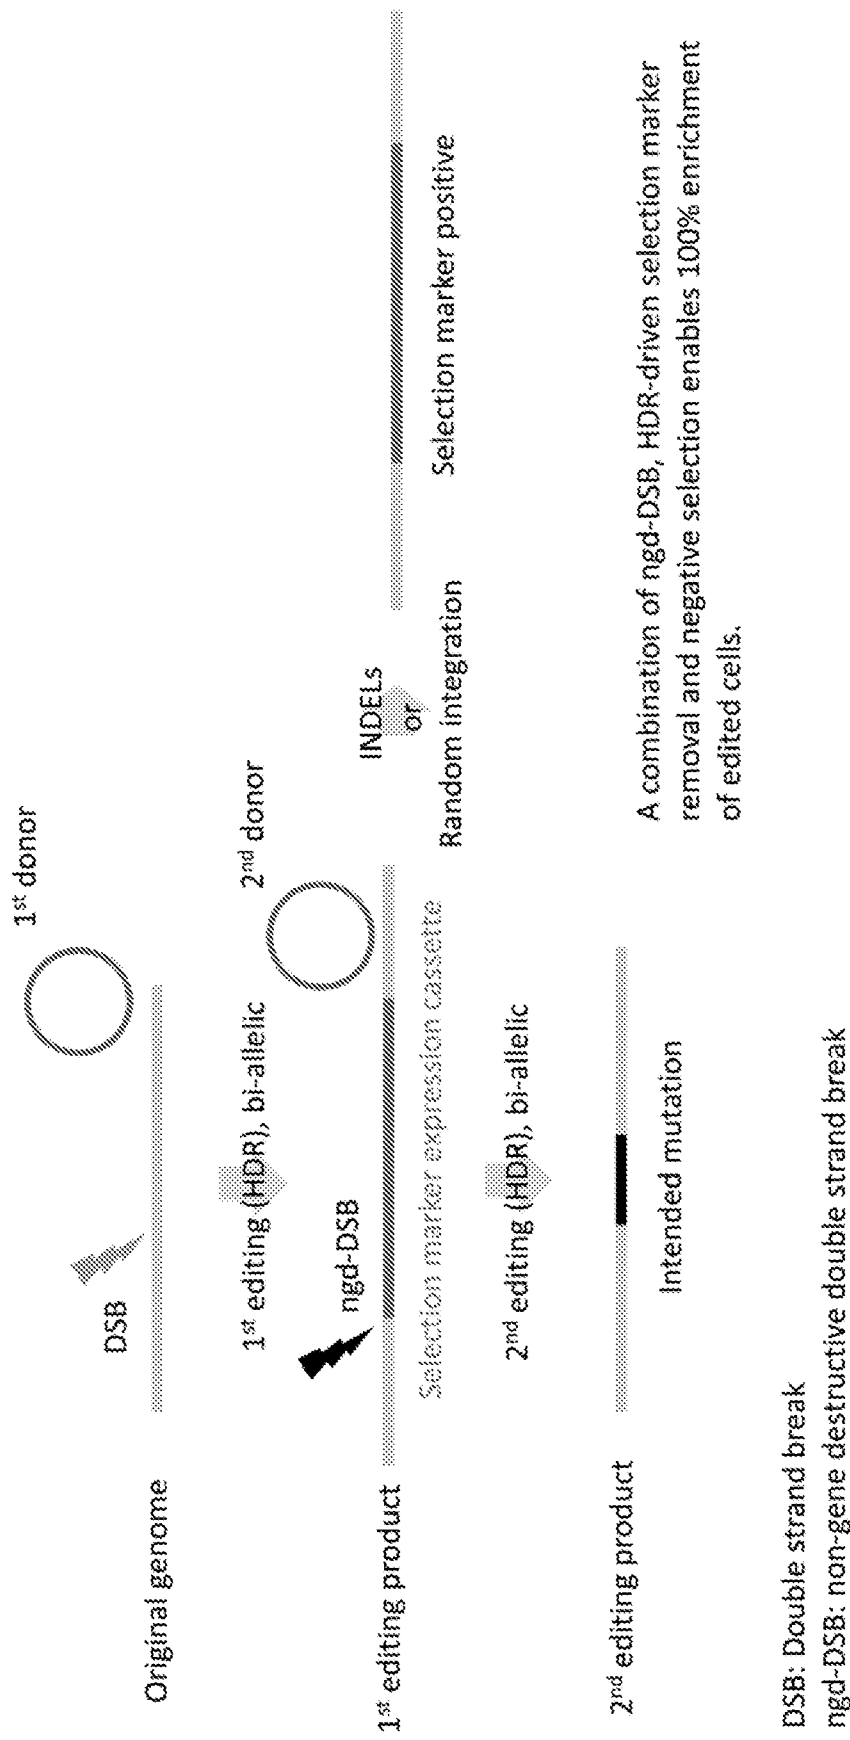 1st donor
DSB
Original genome
1st editing (HDR), bi-allelic
2nd donor
ngd-DSB
1st editing product
Selection marker expression cassette
INDELs
or
Random integration
Selection marker positive
2nd editing (HDR), bi-allelic
2nd editing product
Intended mutation
A combination of ngd-DSB, HDR-driven selection marker
removal and negative selection enables 100% enrichment
of edited cells.
DSB: Double strand break
ngd-DSB: non-gene destructive double strand break